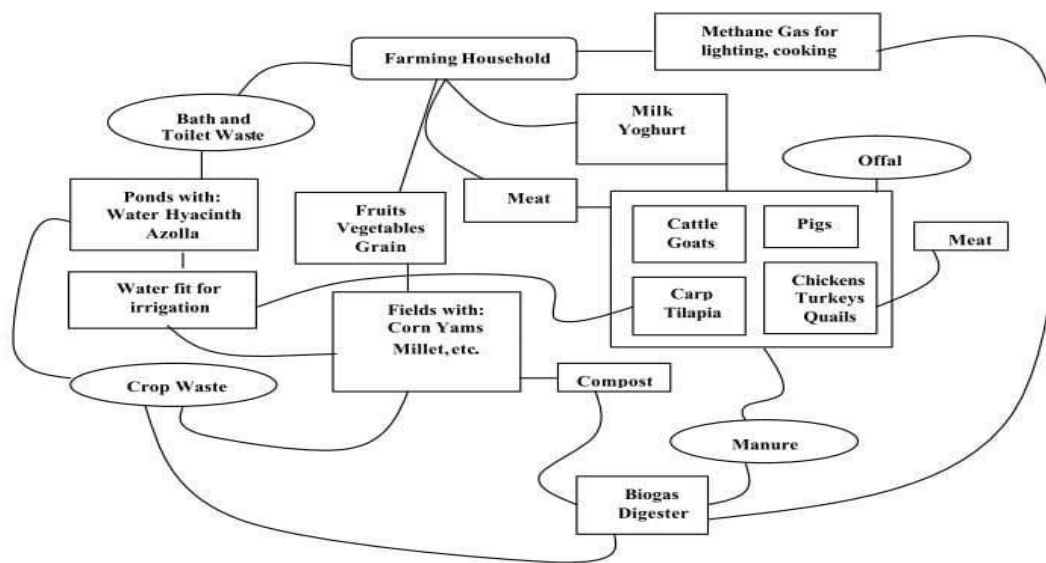 Methane Gas for
lighting, cooking
Farming Household
Bath and
Toilet Waste
Milk
Yoghurt
Offal
Ponds with:
Water Hyacinth
Azolla
Fruits
Vegetables
Grain
Meat
Cattle
Goats
Pigs
Meat
Water fit for
irrigation
Fields with:
Corn Yams
Millet, etc.
Carp
Tilapia
Chickens
Turkeys
Quails
Crop Waste
Compost
Manure
Biogas
Digester